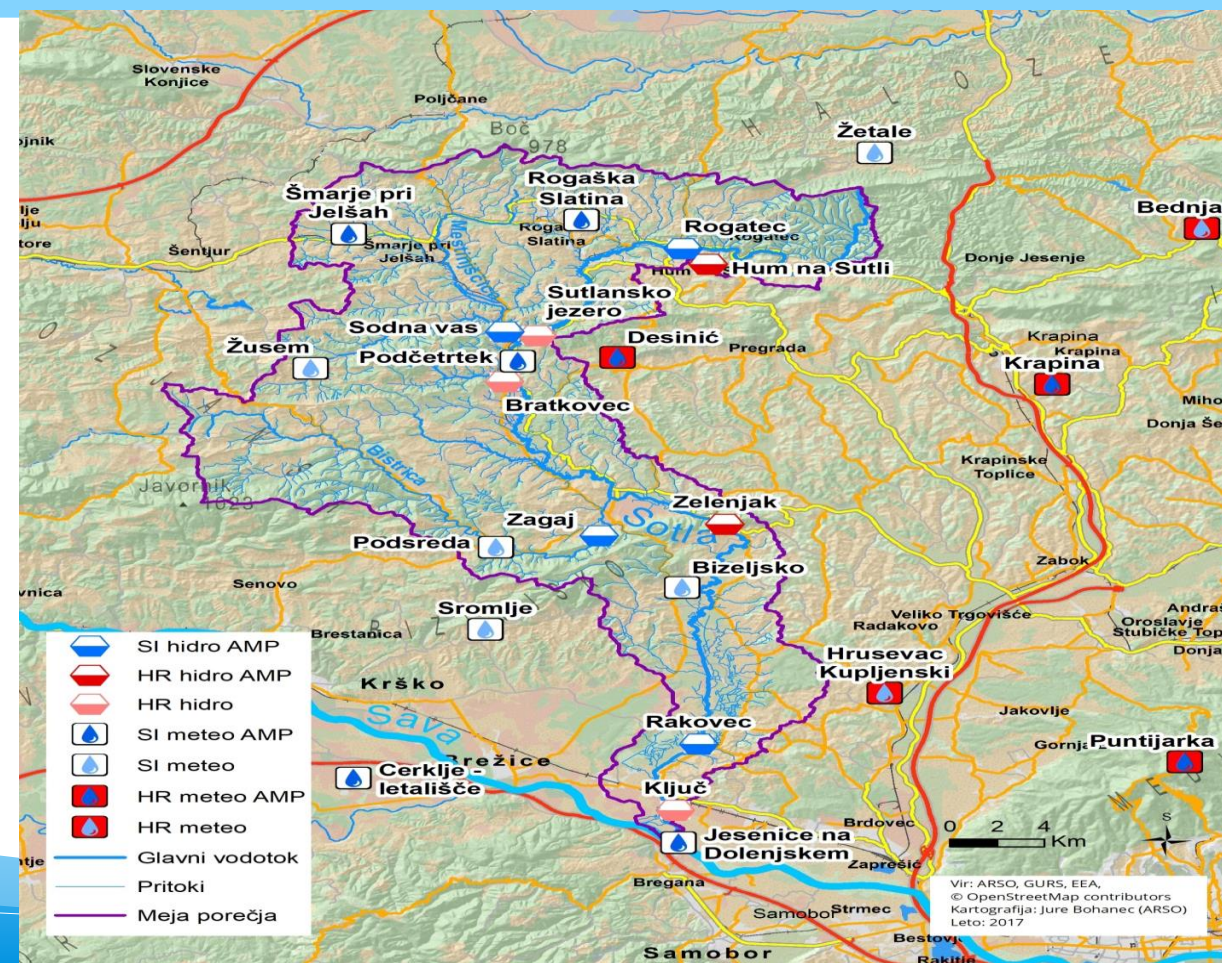 Slovenske
Konjice
Poljčane
Boč
978
HALOZE
Žetale
Rogaška
Slatina
Šmarje pri
Jelšah
Bednja
Rogatec
Rogatec
Slatina
Šentjur
Šmarje pri
Jelšah
Mestinjščica
Hum
Hum na Sutli
Donje Jesenje
Sutlansko
jezero
Sodna vas
Desinić
Krapina
Krapina
Žusem
Podčetrtek
Pregrada
Krapina
Bratkovec
Krapinske
Toplice
Bistrica
Javornik
1023
Zelenjak
Zagaj
Sotla
Podsreda
Zabok
Bizeljsko
Senovo
Sromlje
Veliko Trgovišće
Radakovo
Oroslavje
Stubičke Top
Donja
Brestanica
SI hidro AMP
HR hidro AMP
HR hidro
SI meteo AMP
SI meteo
HR meteo AMP
HR meteo
Glavni vodotok
Pritoki
Meja porečja
Hrusevac
Kupljenski
Krško
Jakovlje
Sava
Rakovec
Puntijarka
Brežice
Cerklje -
letališče
Ključ
Brdovec
0 2 4
Km
S
Jesenice na
Dolenjskem
Zaprešić
Bregana
Samobor
Strmec
Samobor
Rakitje
Vir: ARSO, GURS, EEA,
© OpenStreetMap contributors
Kartografija: Jure Bohanec (ARSO)
Leto: 2017